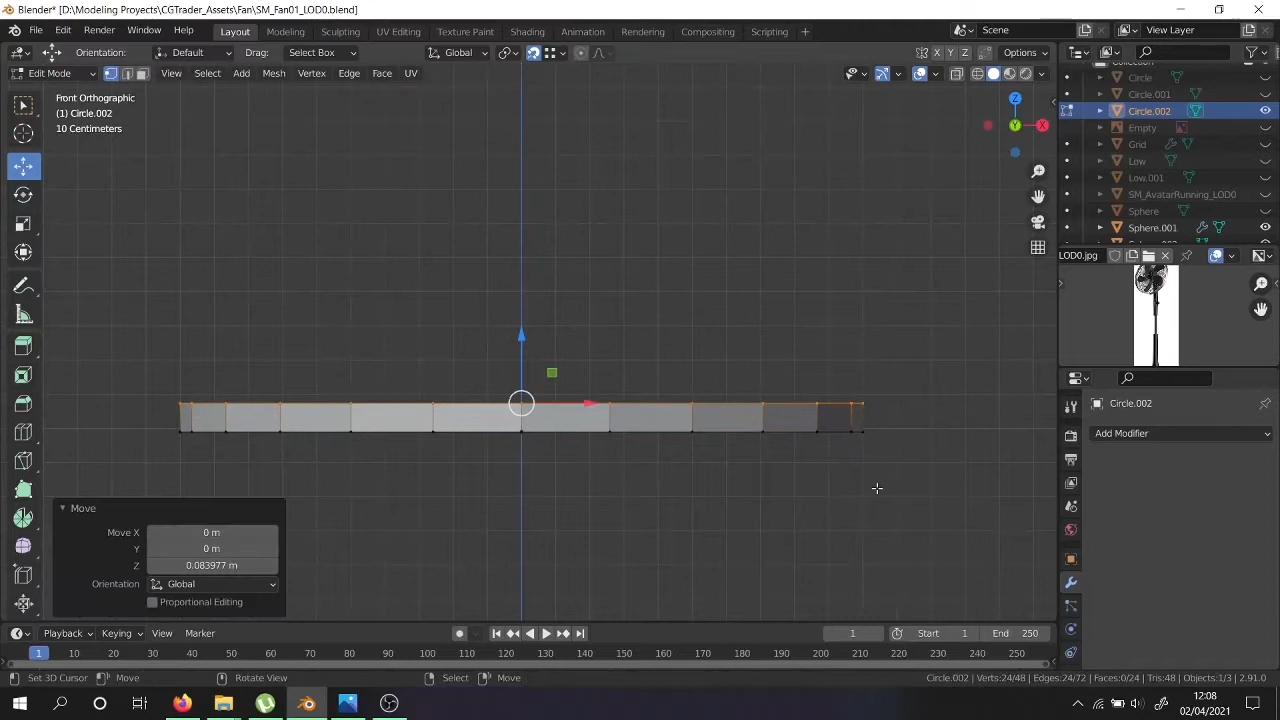 Blender* [D:\Modeling Proyects\CGTrader_Assets\Fan\SM_Fan01_LOD0.blend]
File Edit Render Window Help Layout Modeling Sculpting UV Editing Texture Paint Shading Animation Rendering Compositing Scripting + Scene View Layer
Orientation: Default Drag: Select Box Global X Y Z Options
Edit Mode View Select Add Mesh Vertex Edge Face UV
Front Orthographic
(1) Circle.002
10 Centimeters
Z
Y X
Circle
Circle.001
Circle.002
Empty
Grid
Low
Low.001
SM_AvatarRunning_LOD0
Sphere
Sphere.001
LOD0.jpg
Circle.002
Add Modifier
Move
Move X 0 m
Y 0 m
Z 0.083977 m
Orientation Global
Proportional Editing
Playback Keying View Marker 1 Start 1 End 250
1 10 20 30 40 50 60 70 80 90 100 110 120 130 140 150 160 170 180 190 200 210 220 230 240 250
Set 3D Cursor Move Rotate View Select Move Circle.002 | Verts:24/48 | Edges:24/72 | Faces:0/24 | Tris:48 | Objects:1/3 | 2.91.0
12:08
02/04/2021